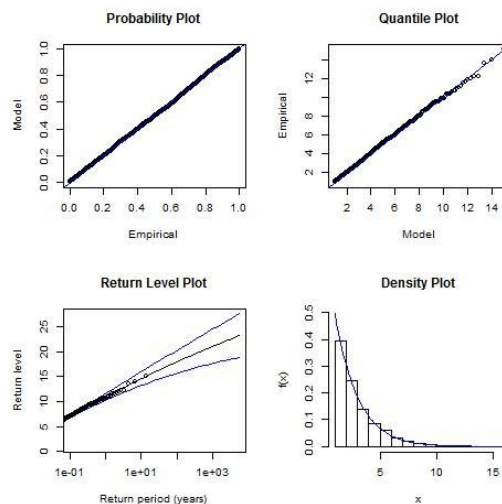 Probability Plot
Model
0.0 0.2 0.4 0.6 0.8 1.0
0.0 0.2 0.4 0.6 0.8 1.0
Empirical
Quantile Plot
Empirical
2 4 6 8 12
2 4 6 8 10 12 14
Model
Return Level Plot
Return level
0 5 10 15 20 25
1e-01 1e+01 1e+03
Return period (years)
Density Plot
f(x)
0.0 0.1 0.2 0.3 0.4 0.5
5 10 15
x